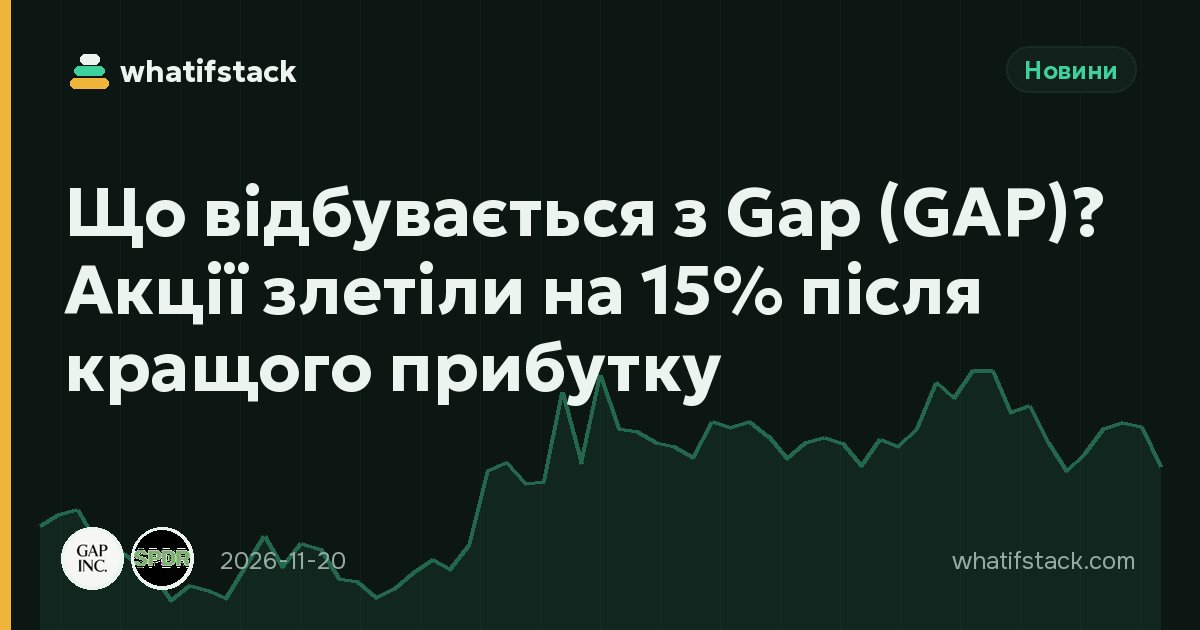 whatifstack
Новини
Що відбувається з Gap (GAP)?
Акції злетіли на 15% після
кращого прибутку
GAP
INC.
SPDR
2026-11-20
whatifstack.com